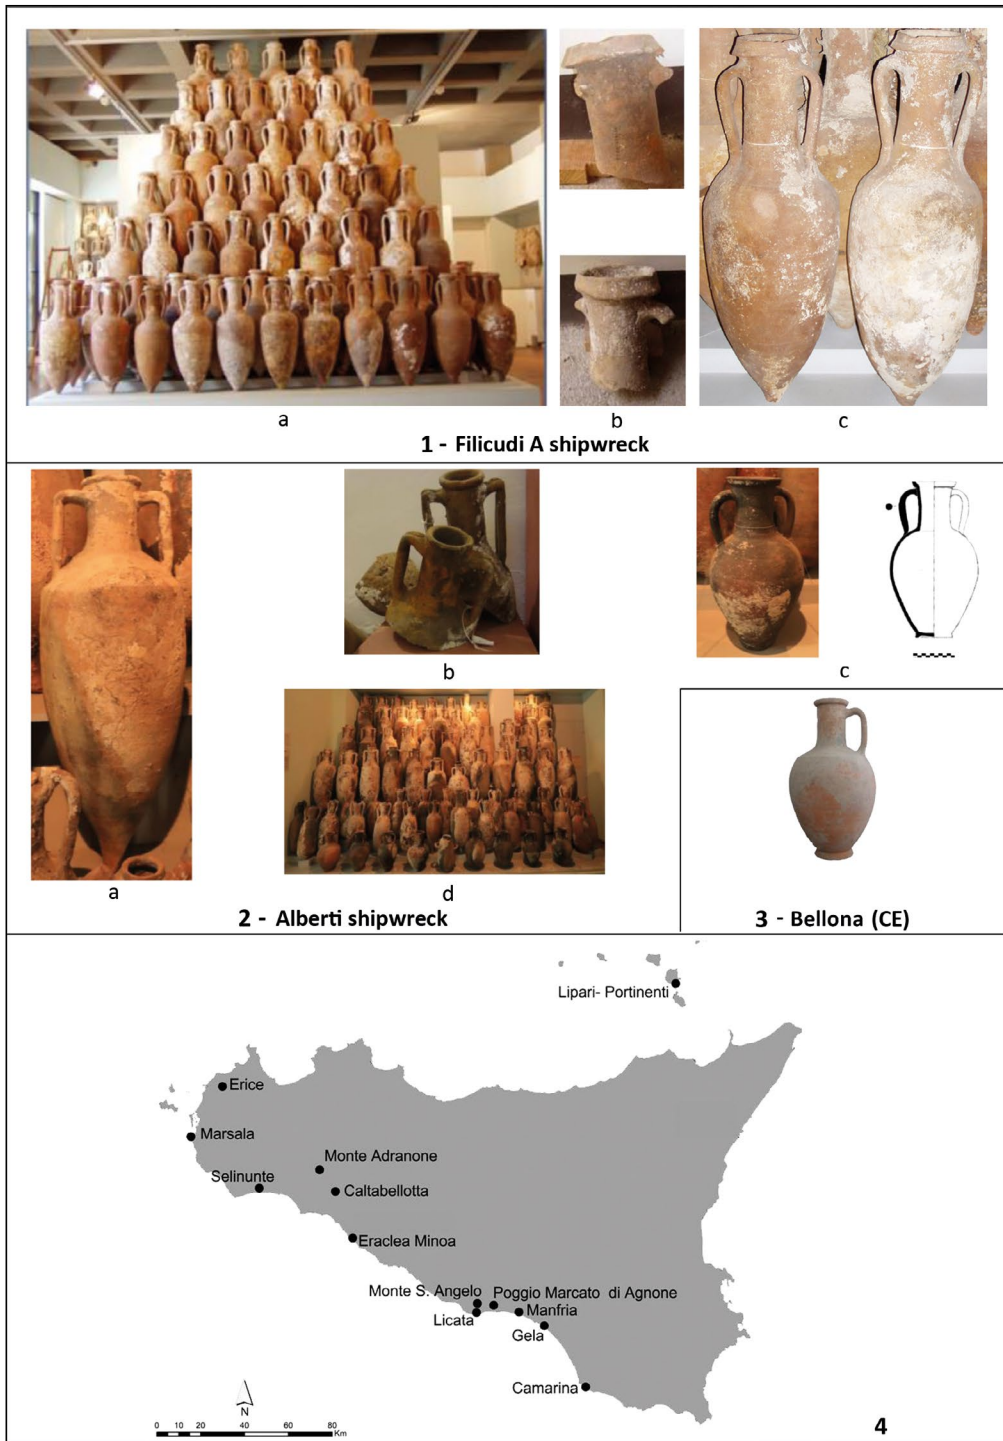 a
b
c
1 - Filicudi A shipwreck
a
b
c
d
2 - Alberti shipwreck
3 - Bellona (CE)
Lipari- Portinenti
Erice
Marsala
Monte Adranone
Selinunte
Caltabellotta
Eraclea Minoa
Monte S. Angelo
Poggio Marcato di Agnone
Licata
Manfria
Gela
Camarina
N
0 10 20 40 60 80
Km
4